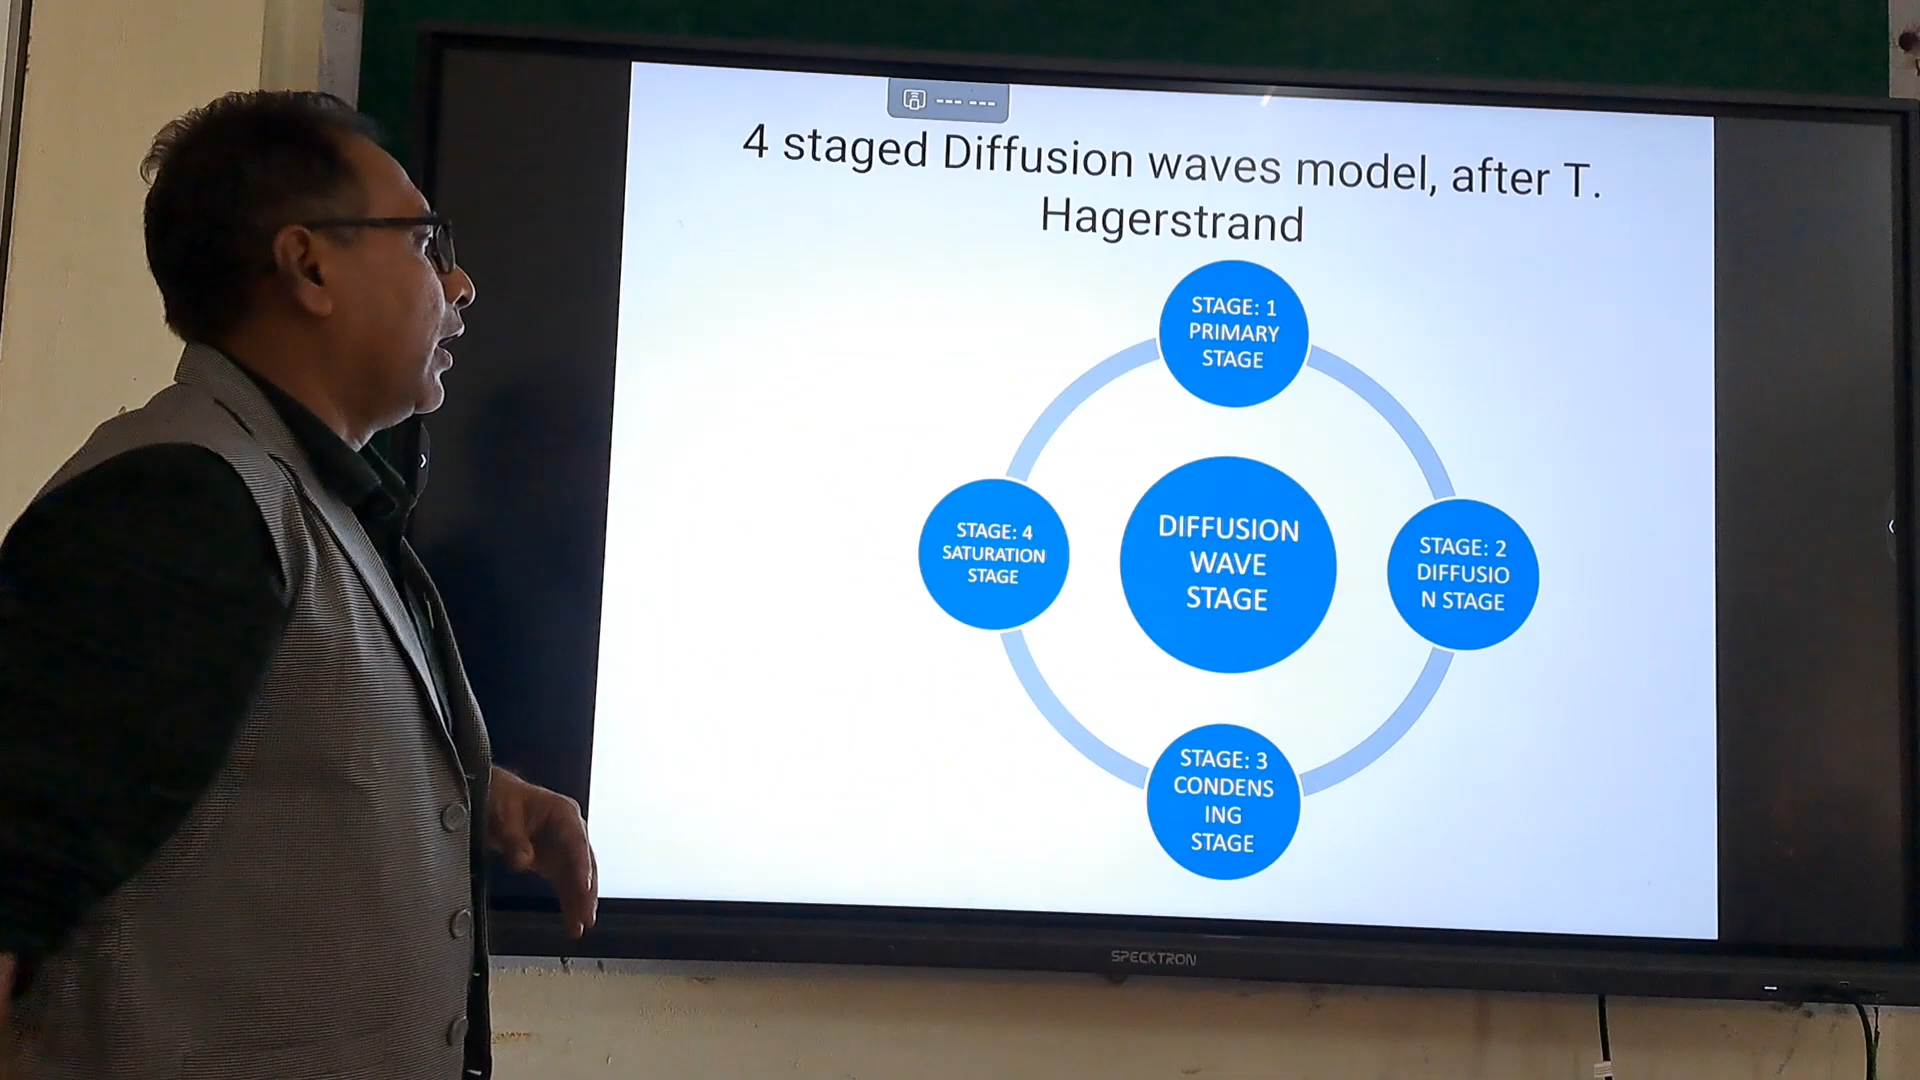 4 staged Diffusion waves model, after T.
Hagerstrand
STAGE: 1
PRIMARY
STAGE
STAGE: 4
SATURATION
STAGE
DIFFUSION
WAVE
STAGE
STAGE: 2
DIFFUSIO
N STAGE
STAGE: 3
CONDENS
ING
STAGE
SPECKTRON